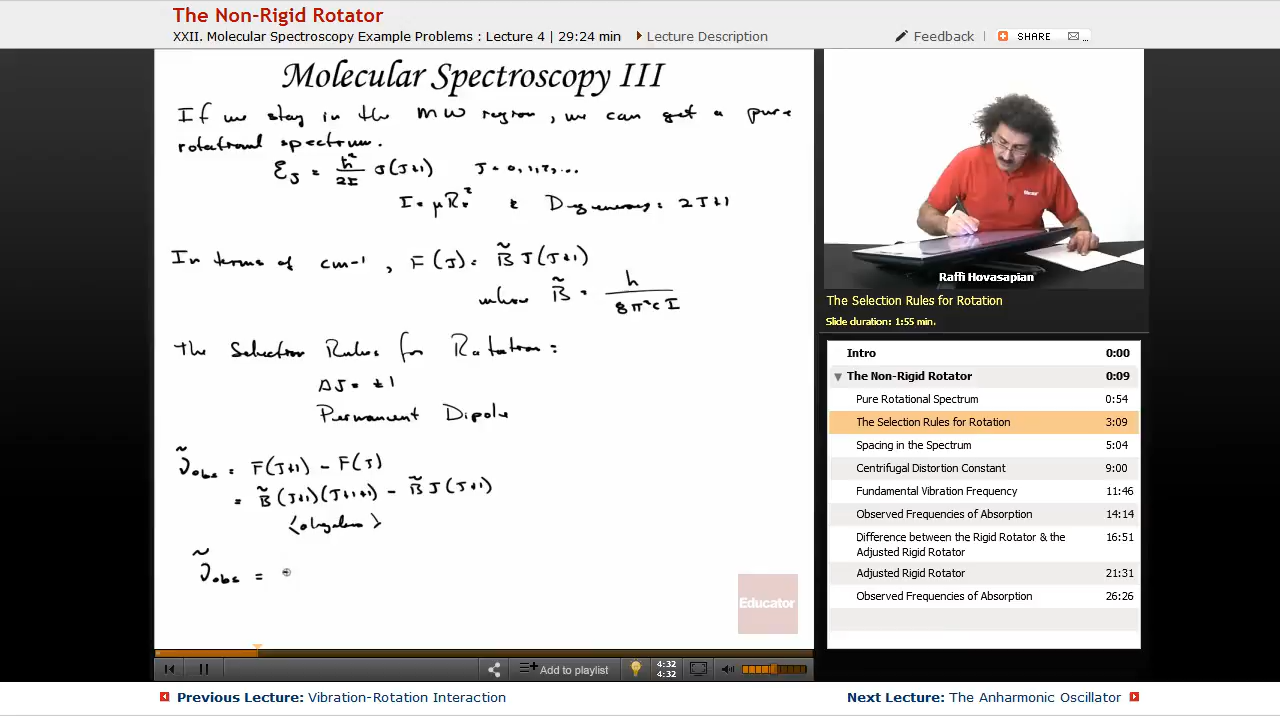 The Non-Rigid Rotator
XXII. Molecular Spectroscopy Example Problems : Lecture 4 | 29:24 min
Lecture Description
Feedback
SHARE
Molecular Spectroscopy III
If we stay in the MW region, we can get a pure
rotational spectrum.
ε_J = ħ²/2I J(J+1) J = 0,1,2,...
I = μR₀² & Degeneracy: 2J+1
In terms of cm-1, F(J) = B̃ J(J+1)
where B̃ = h/8π²cI
The Selection Rules for Rotation:
ΔJ = ±1
Permanent Dipole
ν̃obs = F(J+1) - F(J)
= B̃(J+1)(J+1+1) - B̃J(J+1)
<algebra>
ν̃obs =
Educator
Raffi Hovasapian
The Selection Rules for Rotation
Slide duration: 1:55 min.
Intro 0:00
The Non-Rigid Rotator 0:09
Pure Rotational Spectrum 0:54
The Selection Rules for Rotation 3:09
Spacing in the Spectrum 5:04
Centrifugal Distortion Constant 9:00
Fundamental Vibration Frequency 11:46
Observed Frequencies of Absorption 14:14
Difference between the Rigid Rotator & the
Adjusted Rigid Rotator 16:51
Adjusted Rigid Rotator 21:31
Observed Frequencies of Absorption 26:26
Add to playlist
4:32
4:32
Previous Lecture: Vibration-Rotation Interaction
Next Lecture: The Anharmonic Oscillator